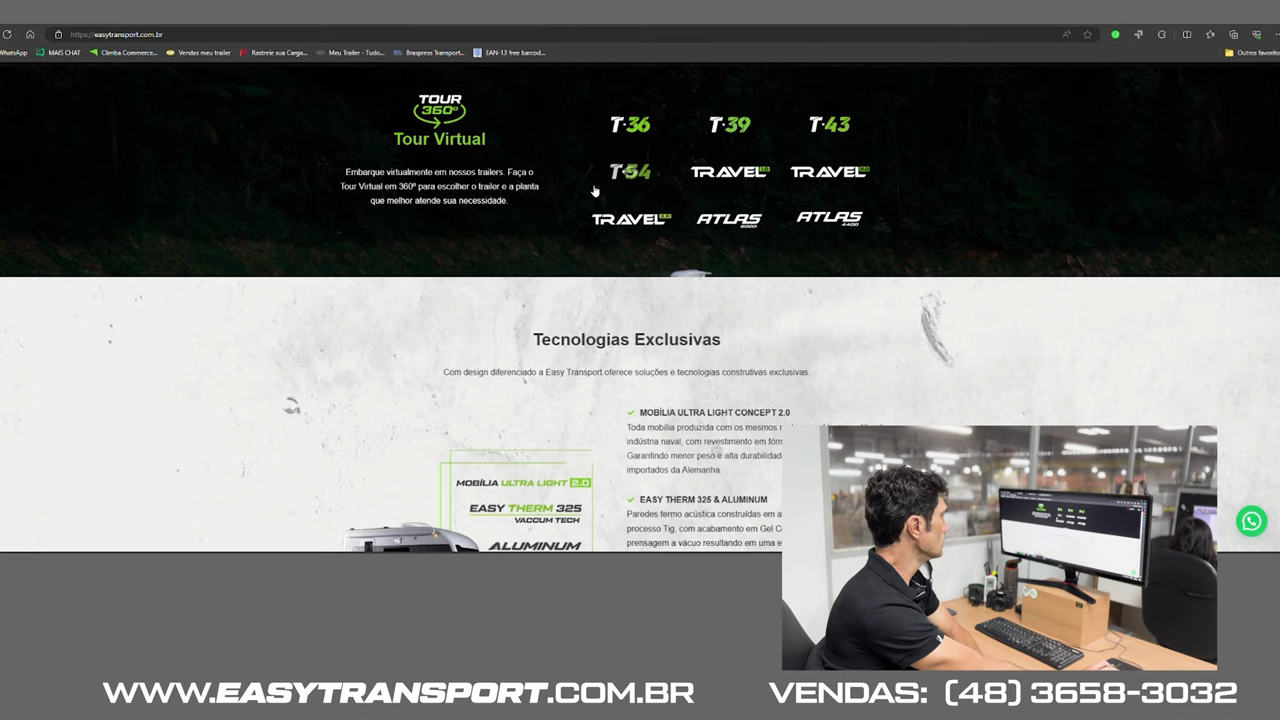 https://easytransport.com.br
WhatsApp
MAIS CHAT
Climba Commerce...
Vendas meu trailer
Rastreie sua Carga...
Meu Trailer - Tudo...
Braspress Transport...
EAN-13 free barcod...
Outros favorito
TOUR
360º
Tour Virtual
Embarque virtualmente em nossos trailers. Faça o
Tour Virtual em 360º para escolher o trailer e a planta
que melhor atende sua necessidade.
T·36 T·39 T·43
T·54 TRAVEL TRAVEL
TRAVEL ATLAS 6000 ATLAS 4400
Tecnologias Exclusivas
Com design diferenciado a Easy Transport oferece soluções e tecnologias construtivas exclusivas.
MOBÍLIA ULTRA LIGHT CONCEPT 2.0
Toda mobília produzida com os mesmos
indústria naval, com revestimento em fórm
Garantindo menor peso e alta durabilidade
importados da Alemanha.
EASY THERM 325 & ALUMINUM
Paredes termo acústica construídas em a
processo Tig, com acabamento em Gel C
prensagem a vácuo resultando em uma e
MOBÍLIA ULTRA LIGHT 2.0
EASY THERM 325
VACCUM TECH
ALUMINUM
WWW.EASYTRANSPORT.COM.BR
VENDAS: (48) 3658-3032